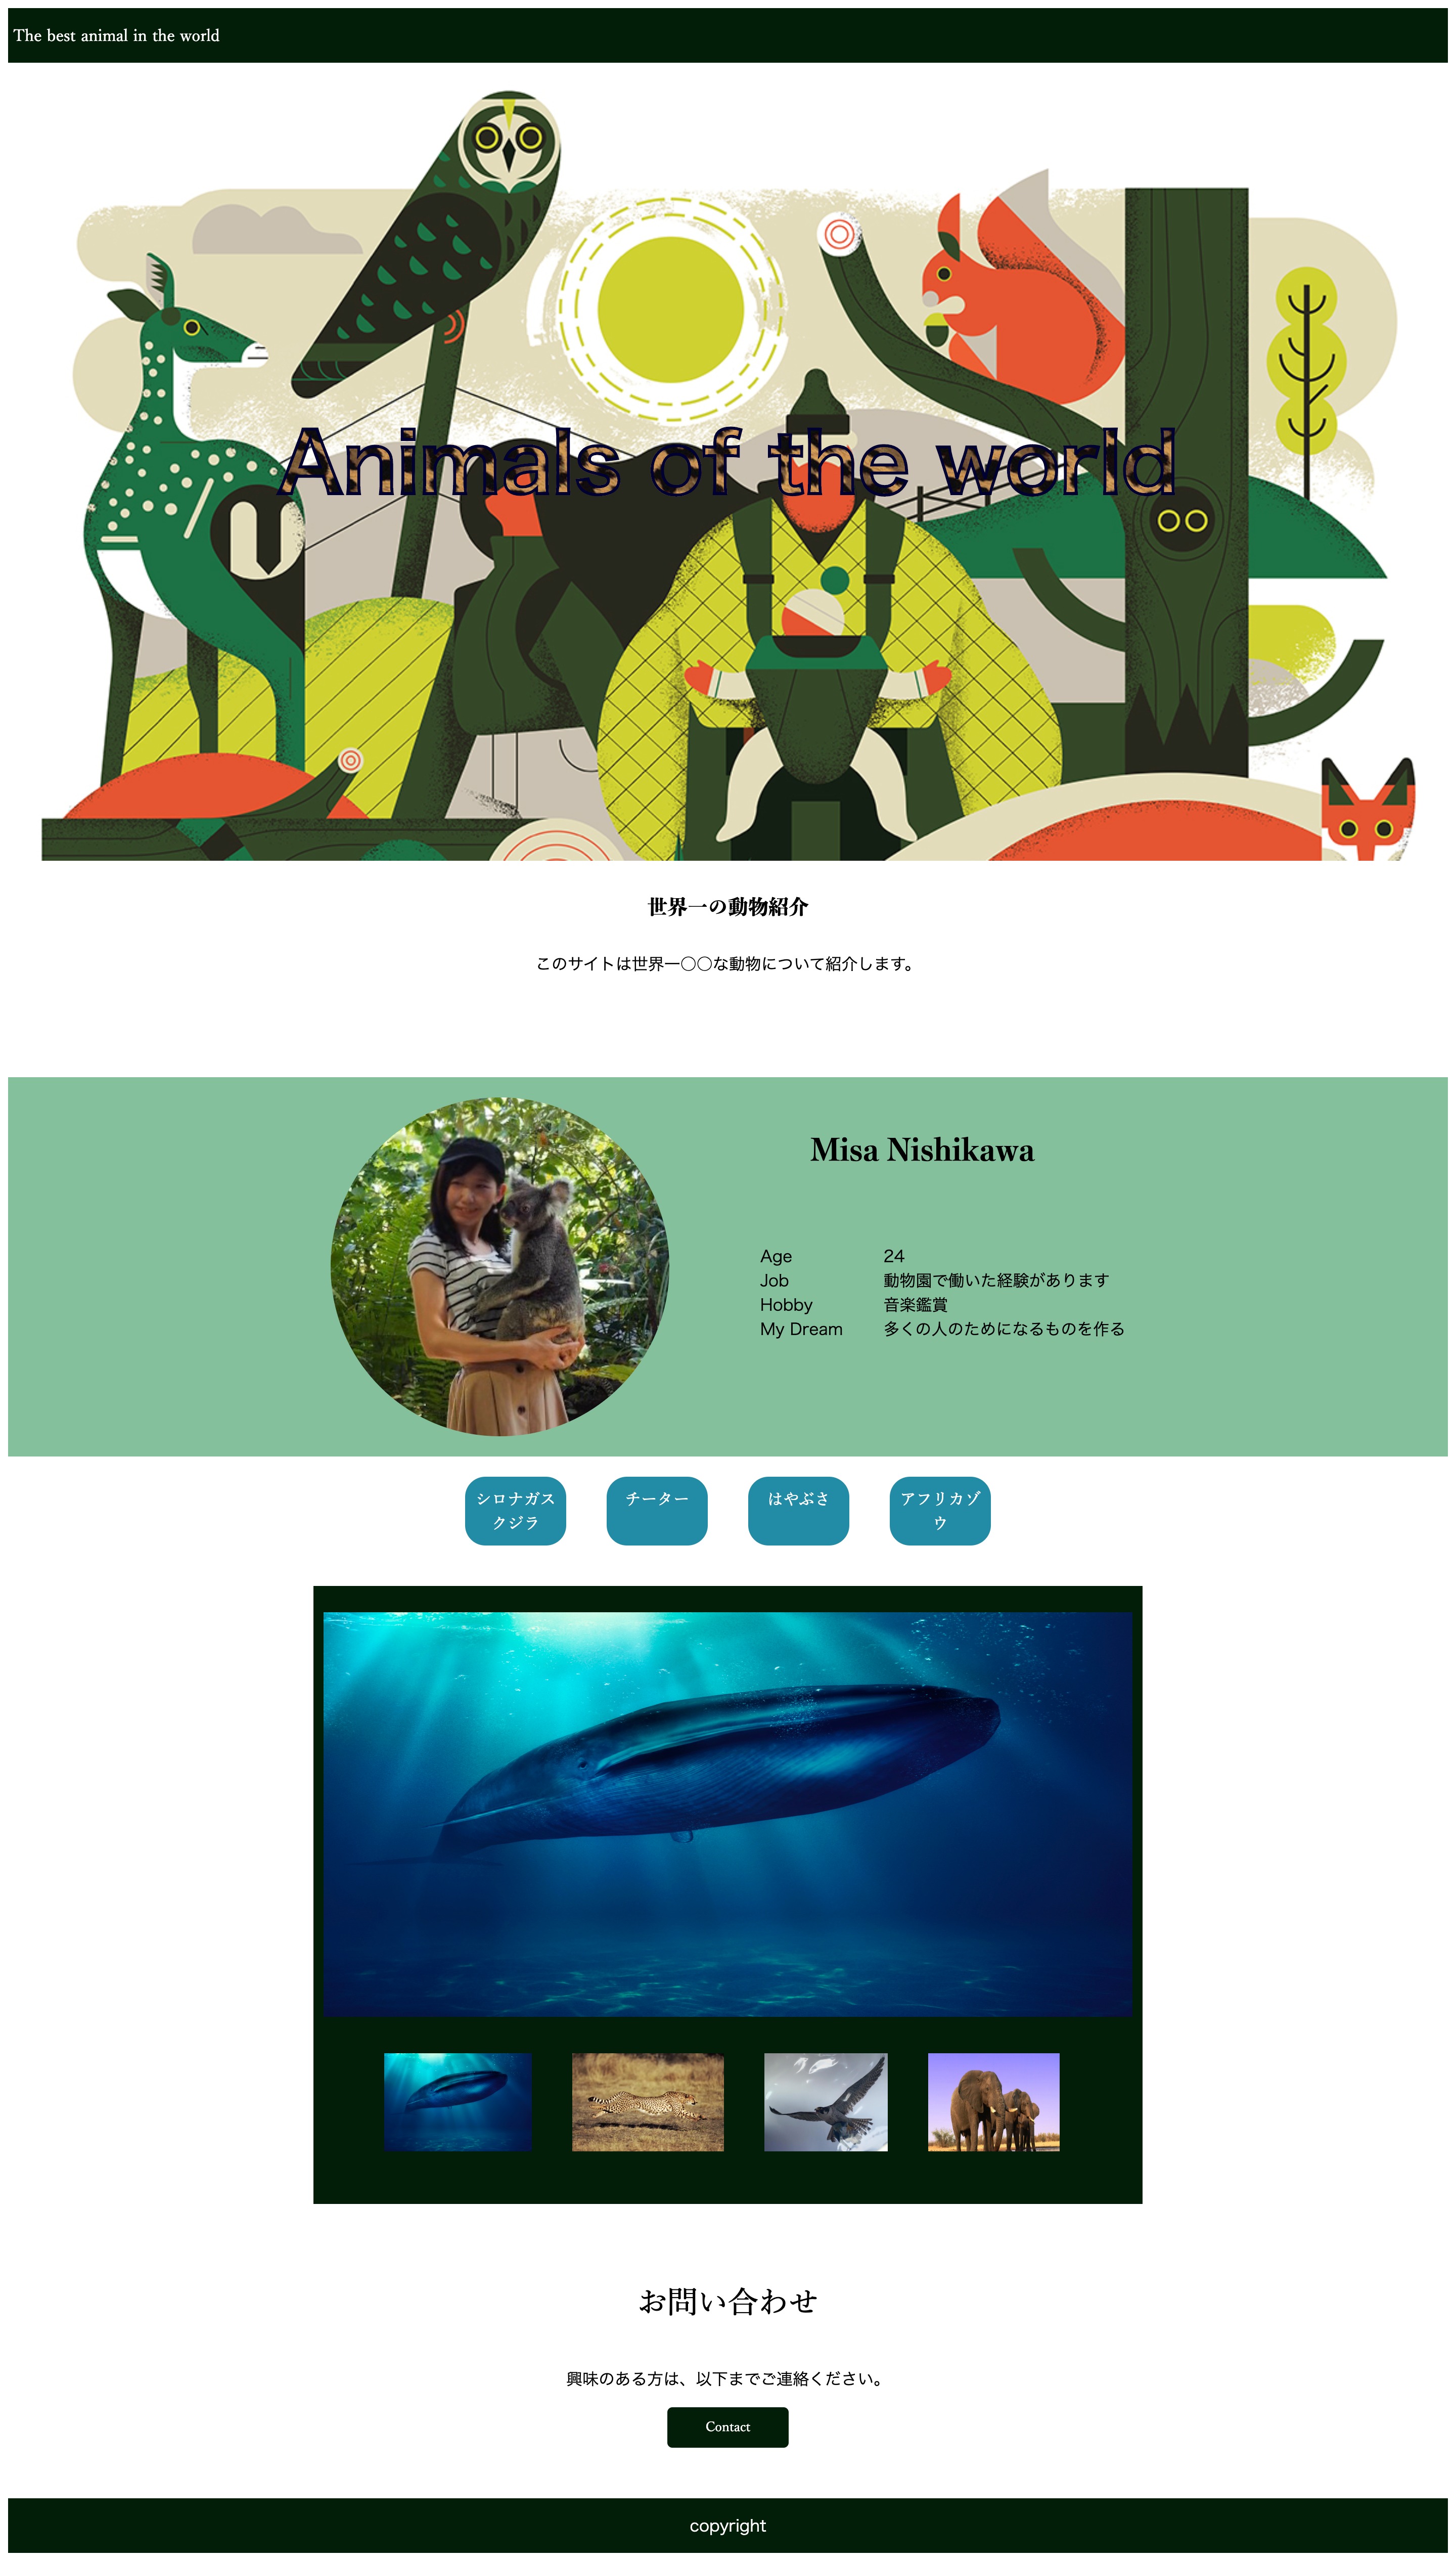 The best animal in the world
Animals of the world
世界一の動物紹介
このサイトは世界一〇〇な動物について紹介します。
Misa Nishikawa
Age 24
Job 動物園で働いた経験があります
Hobby 音楽鑑賞
My Dream 多くの人のためになるものを作る
シロナガス
クジラ
チーター
はやぶさ
アフリカゾ
ウ
お問い合わせ
興味のある方は、以下までご連絡ください。
Contact
copyright